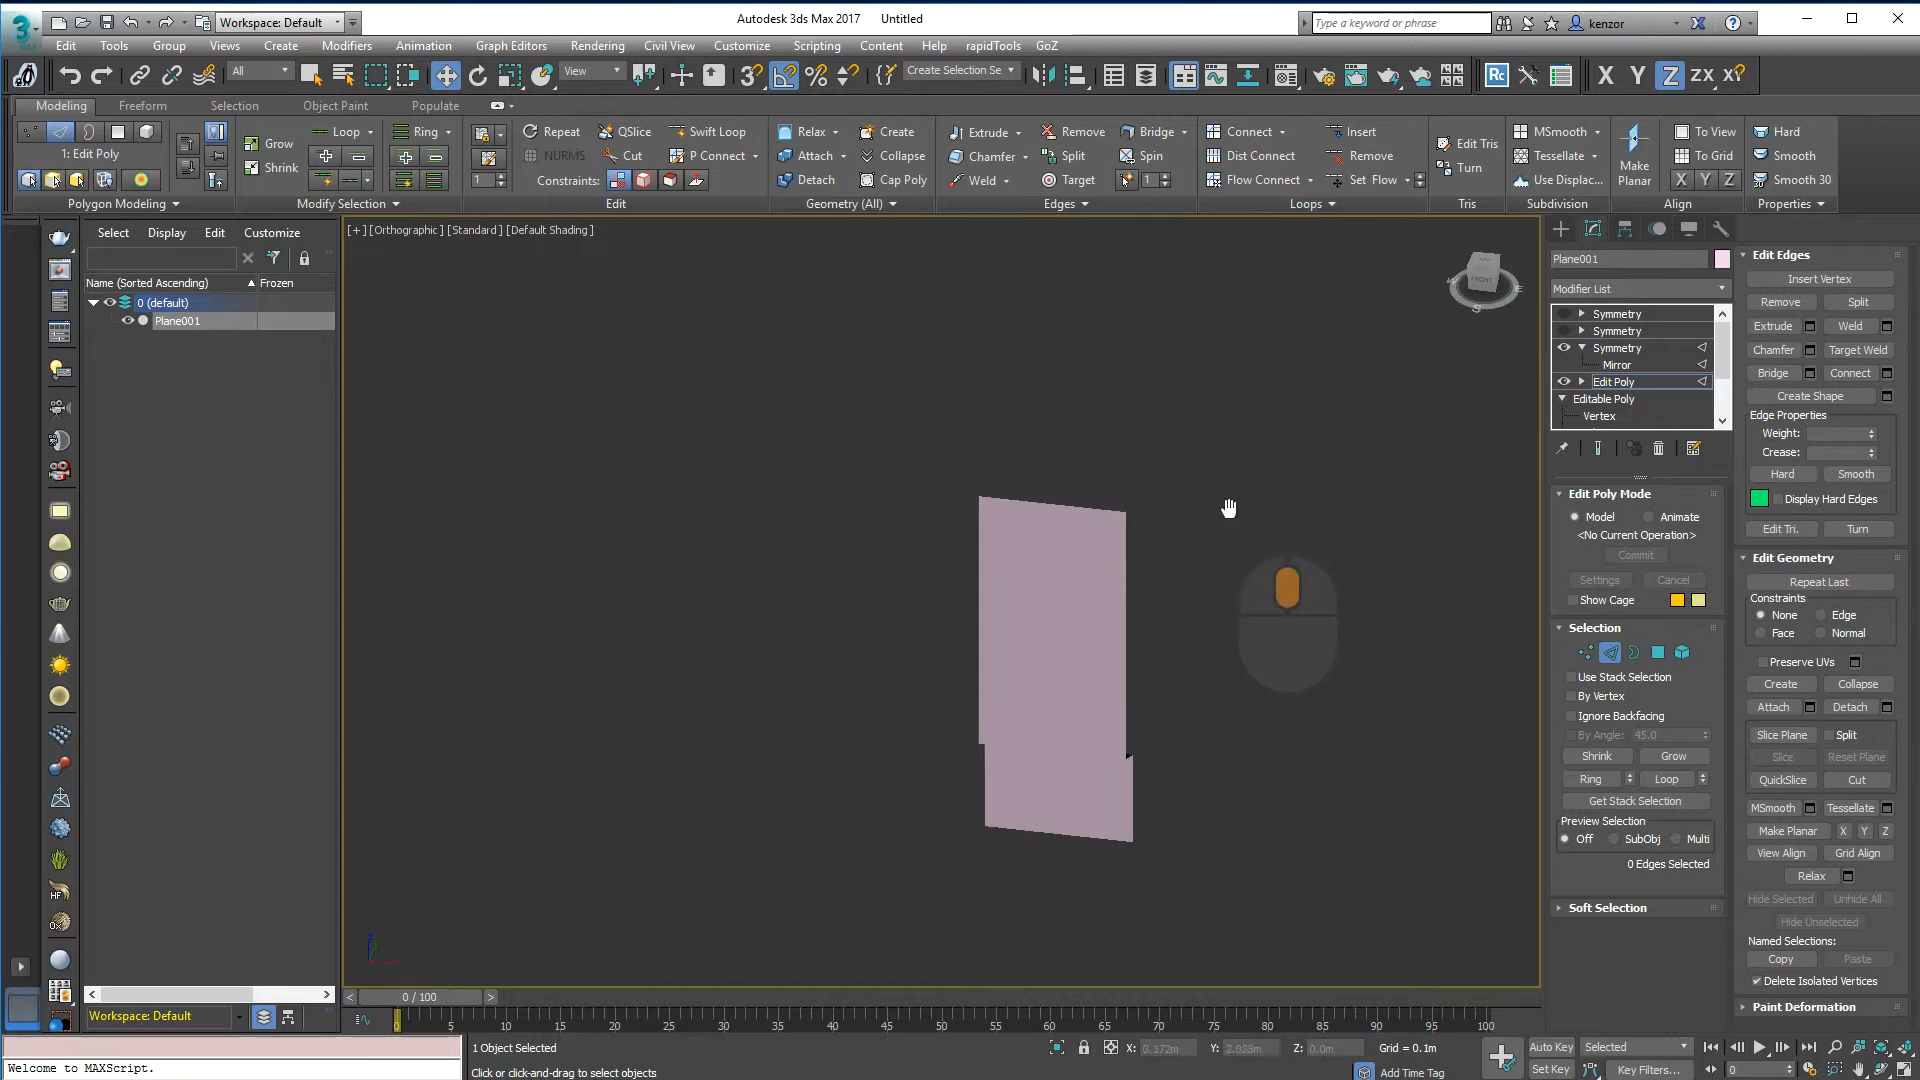 Workspace: Default
Autodesk 3ds Max 2017 Untitled
Type a keyword or phrase
kenzor
Edit Tools Group Views Create Modifiers Animation Graph Editors Rendering Civil View Customize Scripting Content Help rapidTools GoZ
All View Create Selection Se Rc X Y Z ZX
Modeling Freeform Selection Object Paint Populate
Loop Ring Repeat QSlice Swift Loop Relax Create Extrude Remove Bridge Connect Insert MSmooth To View Hard
1: Edit Poly Grow NURMS Cut P Connect Attach Collapse Chamfer Split Spin Dist Connect Remove Edit Tris Tessellate Make To Grid Smooth
Shrink 1 Constraints: Detach Cap Poly Weld Target 1 Flow Connect Set Flow Turn Use Displac... Planar X Y Z Smooth 30
Polygon Modeling Modify Selection Edit Geometry (All) Edges Loops Tris Subdivision Align Properties
Select Display Edit Customize
Name (Sorted Ascending) Frozen
0 (default)
Plane001
[+] [Orthographic] [Standard] [Default Shading]
FRONT
S
Plane001
Modifier List
Symmetry
Symmetry
Symmetry
Mirror
Edit Poly
Editable Poly
Vertex
Edit Poly Mode
Model Animate
<No Current Operation>
Commit
Settings Cancel
Show Cage
Selection
Use Stack Selection
By Vertex
Ignore Backfacing
By Angle: 45.0
Shrink Grow
Ring Loop
Get Stack Selection
Preview Selection
Off SubObj Multi
0 Edges Selected
Soft Selection
Edit Edges
Insert Vertex
Remove Split
Extrude Weld
Chamfer Target Weld
Bridge Connect
Create Shape
Edge Properties
Weight:
Crease:
Hard Smooth
Display Hard Edges
Edit Tri. Turn
Edit Geometry
Repeat Last
Constraints
None Edge
Face Normal
Preserve UVs
Create Collapse
Attach Detach
Slice Plane Split
Slice Reset Plane
QuickSlice Cut
MSmooth Tessellate
Make Planar X Y Z
View Align Grid Align
Relax
Hide Selected Unhide All
Hide Unselected
Named Selections:
Copy Paste
Delete Isolated Vertices
Paint Deformation
Workspace: Default
0 / 100
5 10 15 20 25 30 35 40 45 50 55 60 65 70 75 80 85 90 95 100
1 Object Selected X: 0.172m Y: 2.023m Z: 0.0m Grid = 0.1m Auto Key Selected
Welcome to MAXScript. Click or click-and-drag to select objects Add Time Tag Set Key Key Filters... 0